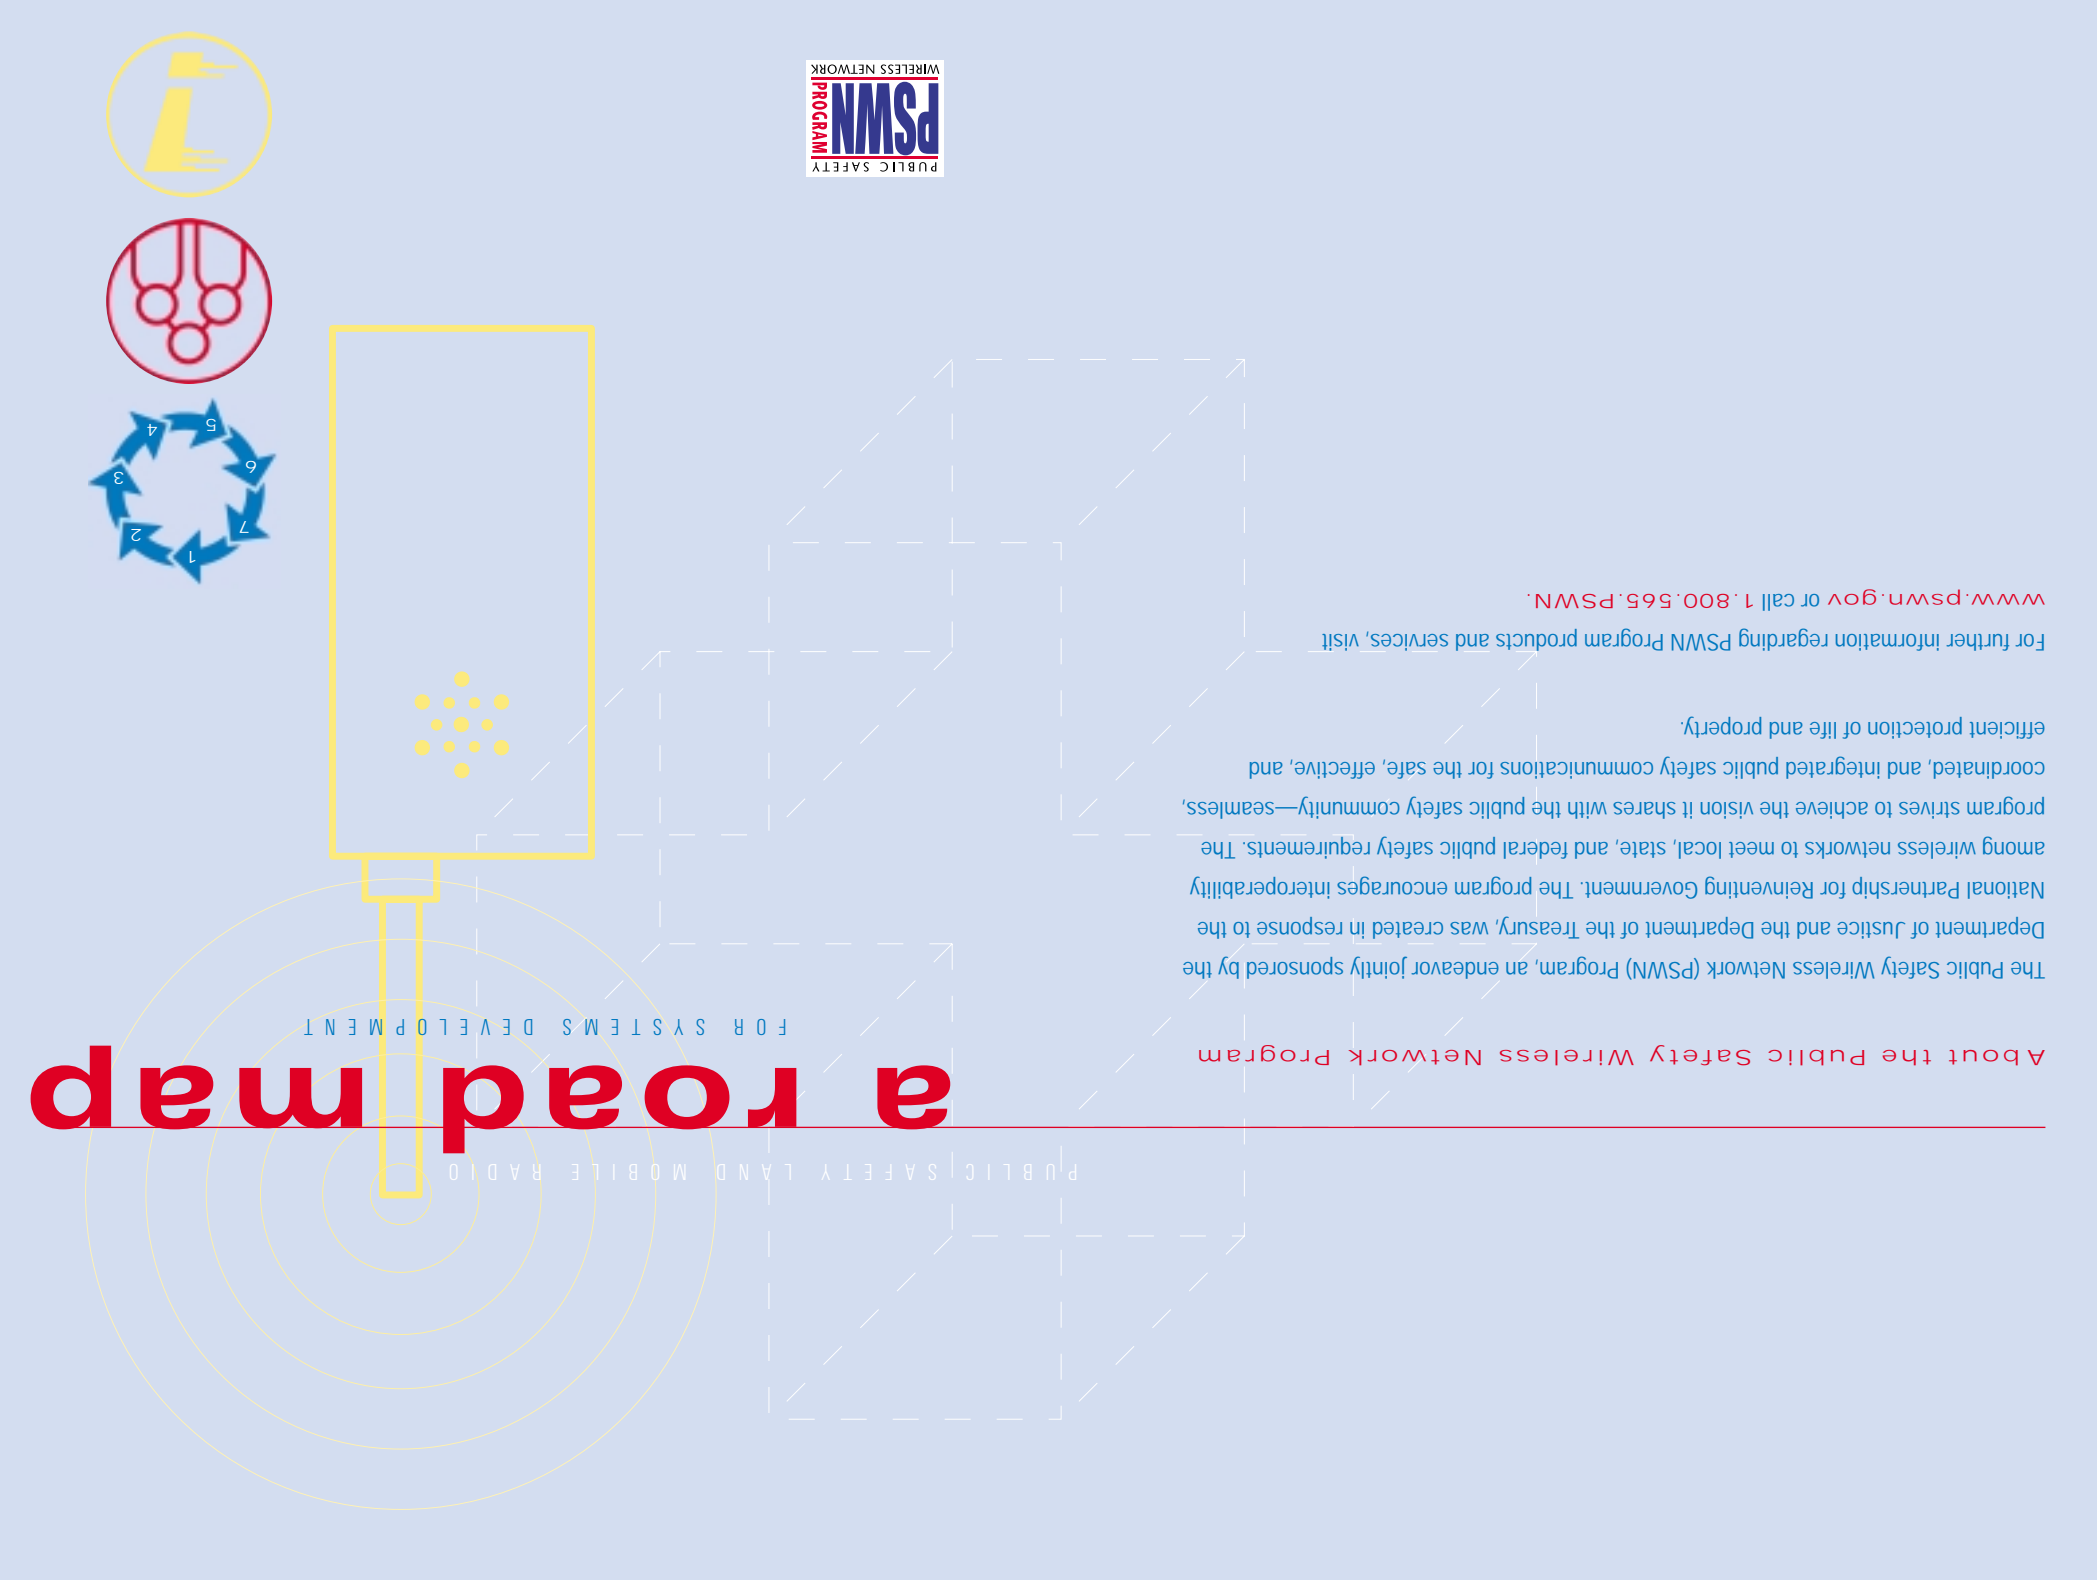 About the Public Safety Wireless Network Program
The Public Safety Wireless Network (PSWN) Program, an endeavor jointly sponsored by the
Department of Justice and the Department of the Treasury, was created in response to the
National Partnership for Reinventing Government. The program encourages interoperability
among wireless networks to meet local, state, and federal public safety requirements. The
program strives to achieve the vision it shares with the public safety community—seamless,
coordinated, and integrated public safety communications for the safe, effective, and
efficient protection of life and property.
For further information regarding PSWN Program products and services, visit
www.pswn.gov or call 1.800.565.PSWN.
PUBLIC SAFETY LAND MOBILE RADIO
a road map
FOR SYSTEMS DEVELOPMENT
1
2
3
4
5
6
7
i
PUBLIC SAFETY
PSWN
PROGRAM
WIRELESS NETWORK